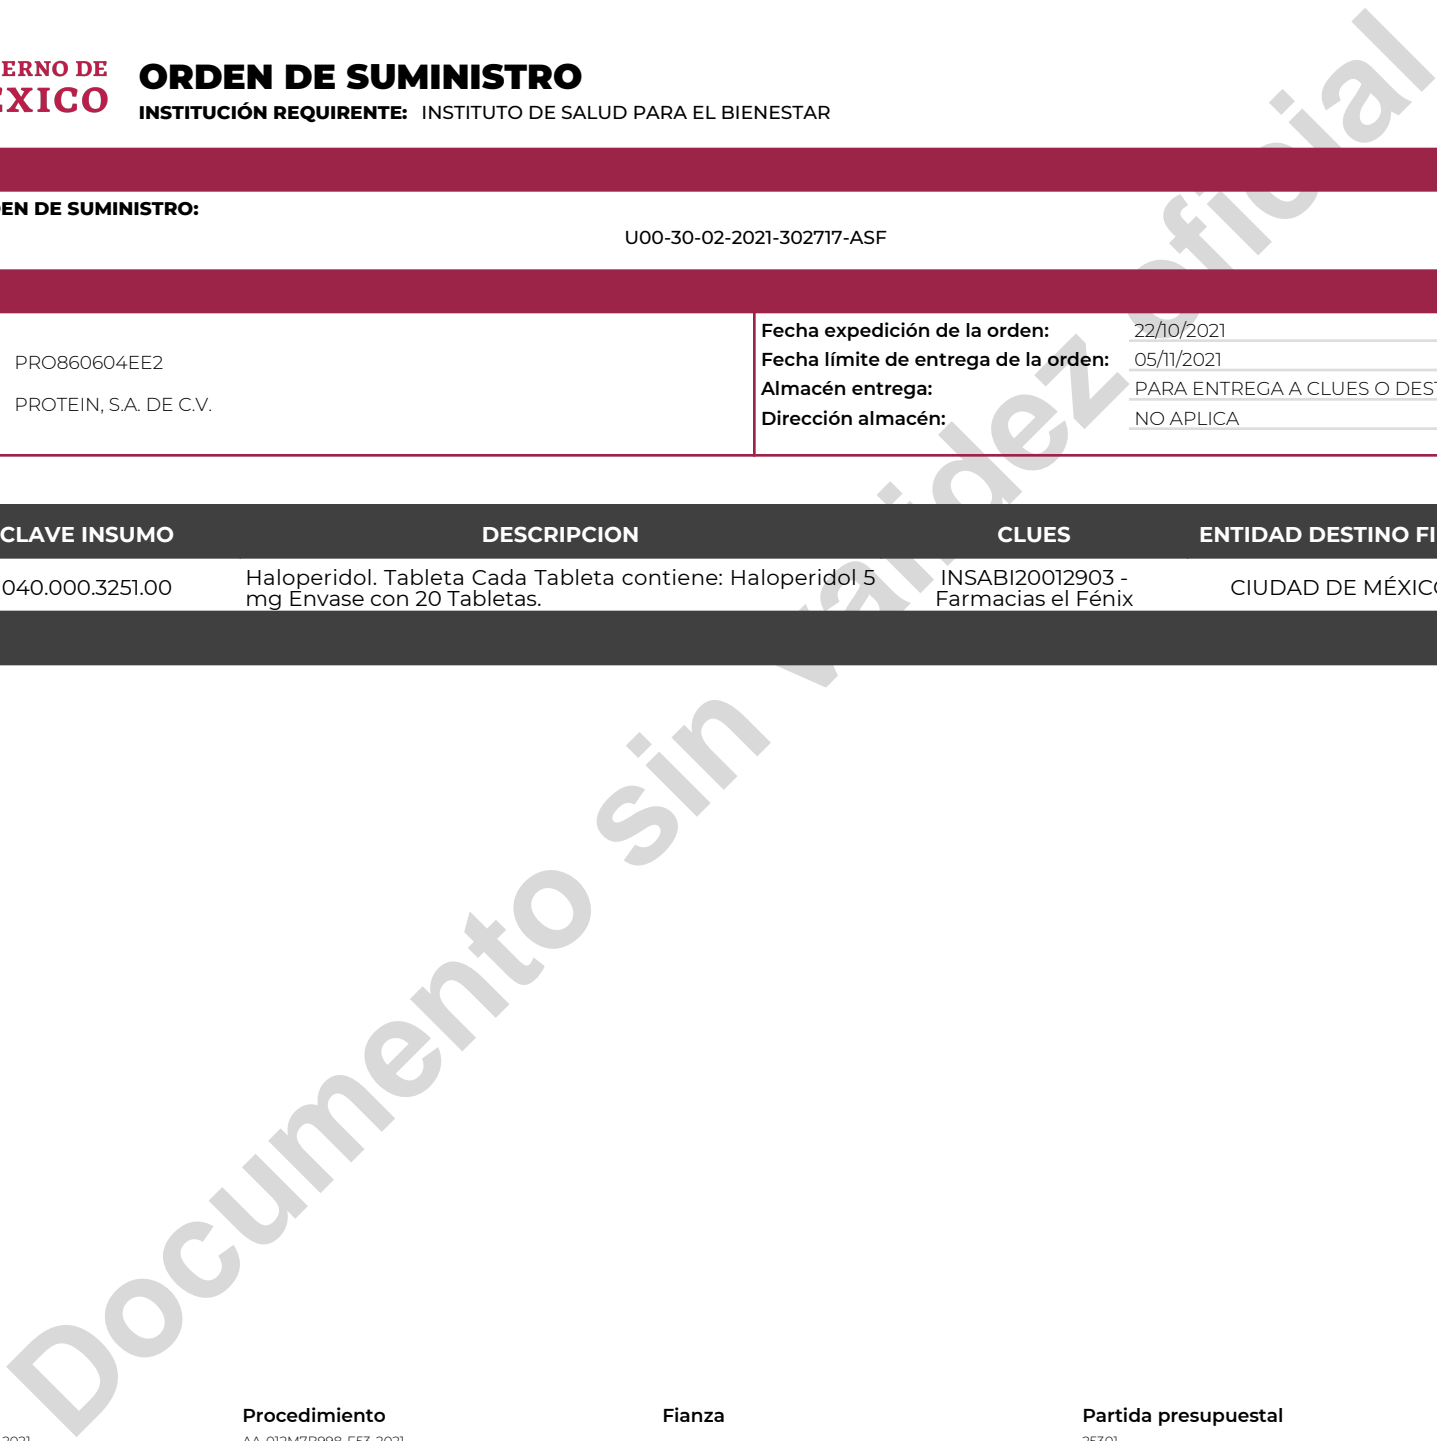 ERNO DE
ORDEN DE SUMINISTRO
XICO
INSTITUCIÓN REQUIRENTE: INSTITUTO DE SALUD PARA EL BIENESTAR
EN DE SUMINISTRO:
U00-30-02-2021-302717-ASF
PRO860604EE2
PROTEIN, S.A. DE C.V.
Fecha expedición de la orden: 22/10/2021
Fecha límite de entrega de la orden: 05/11/2021
Almacén entrega: PARA ENTREGA A CLUES O DEST
Dirección almacén: NO APLICA
CLAVE INSUMO DESCRIPCION CLUES ENTIDAD DESTINO FI
040.000.3251.00 Haloperidol. Tableta Cada Tableta contiene: Haloperidol 5 INSABI20012903 - CIUDAD DE MÉXICO
mg Envase con 20 Tabletas. Farmacias el Fénix
Documento sin validez oficial
Procedimiento Fianza Partida presupuestal